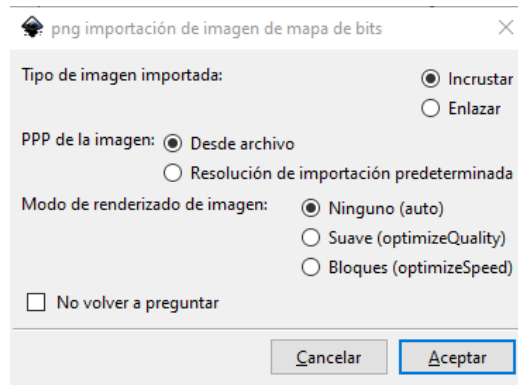 png importación de imagen de mapa de bits
Tipo de imagen importada: Incrustar
Enlazar
PPP de la imagen: Desde archivo
Resolución de importación predeterminada
Modo de renderizado de imagen: Ninguno (auto)
Suave (optimizeQuality)
Bloques (optimizeSpeed)
No volver a preguntar
Cancelar Aceptar